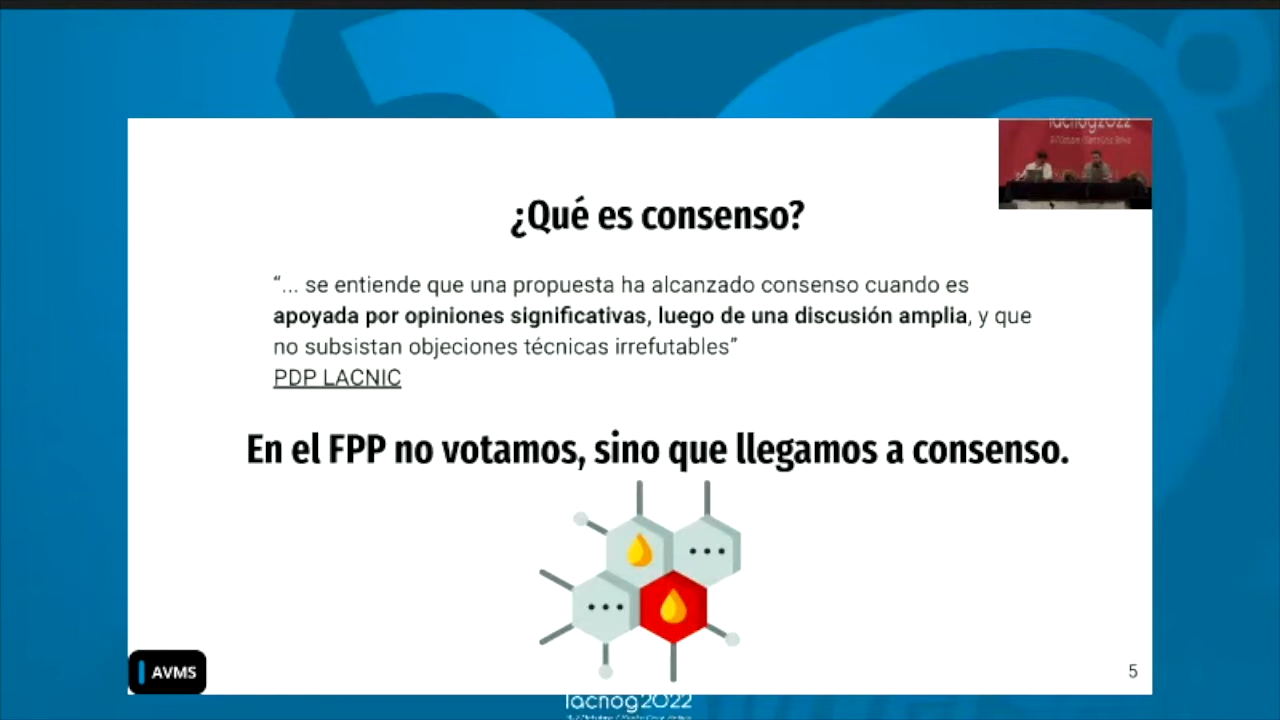 lacnog2022
¿Qué es consenso?
“... se entiende que una propuesta ha alcanzado consenso cuando es
apoyada por opiniones significativas, luego de una discusión amplia, y que
no subsistan objeciones técnicas irrefutables”
PDP LACNIC
En el FPP no votamos, sino que llegamos a consenso.
AVMS
5
lacnog2022